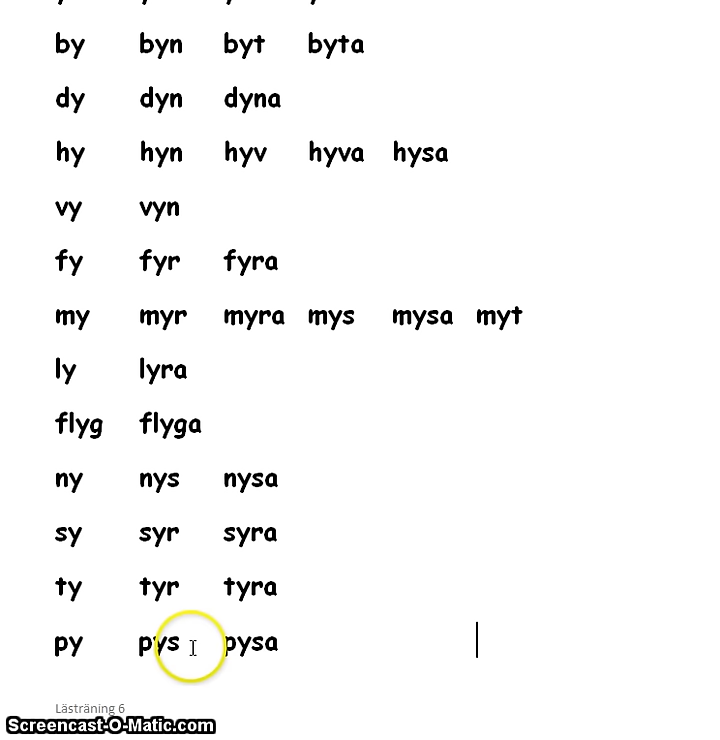 by byn byt byta
dy dyn dyna
hy hyn hyv hyva hysa
vy vyn
fy fyr fyra
my myr myra mys mysa myt
ly lyra
flyg flyga
ny nys nysa
sy syr syra
ty tyr tyra
py pys pysa
Lästräning 6
Screencast-O-Matic.com